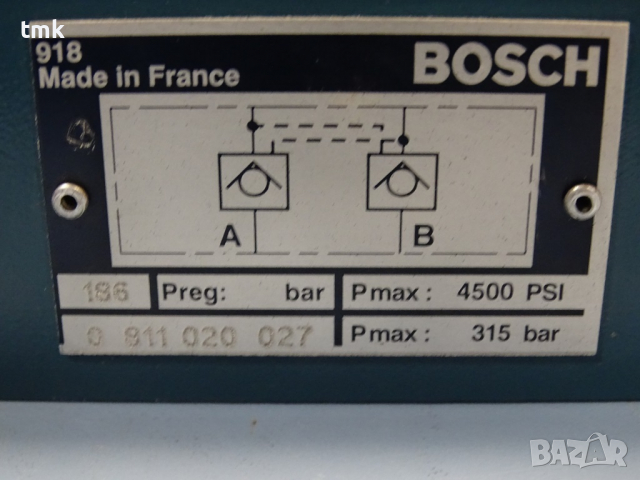 tmk
918
Made in France
BOSCH
A B
186 Preg: bar Pmax: 4500 PSI
0 811 020 027 Pmax: 315 bar
BAZAR